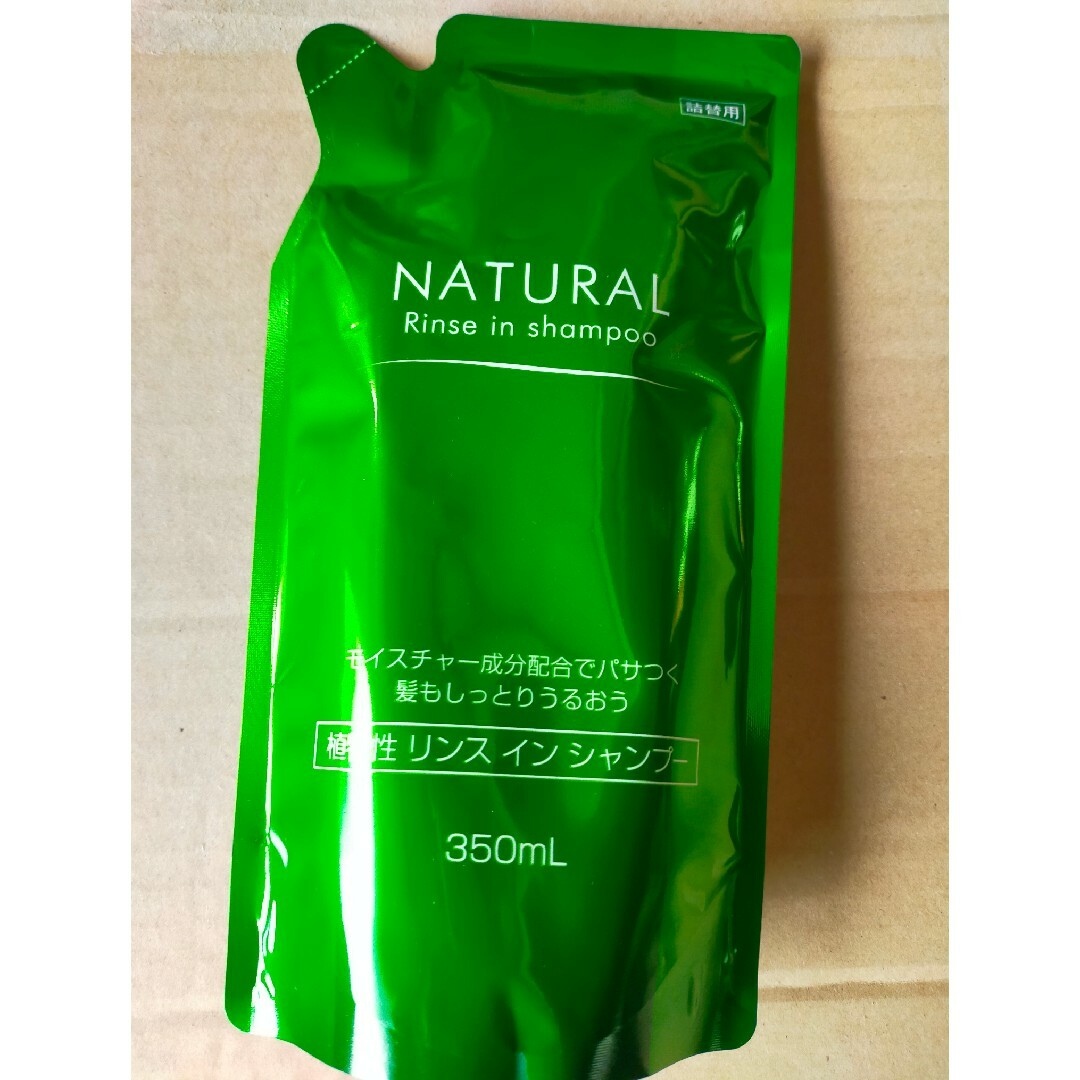 詰替用
NATURAL
Rinse in shampoo
モイスチャー成分配合でパサつく
髪もしっとりうるおう
植物性 リンス イン シャンプー
350mL